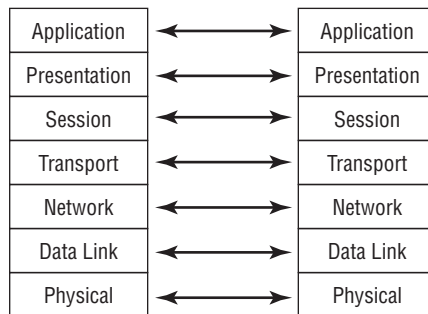 Application Application
Presentation Presentation
Session Session
Transport Transport
Network Network
Data Link Data Link
Physical Physical